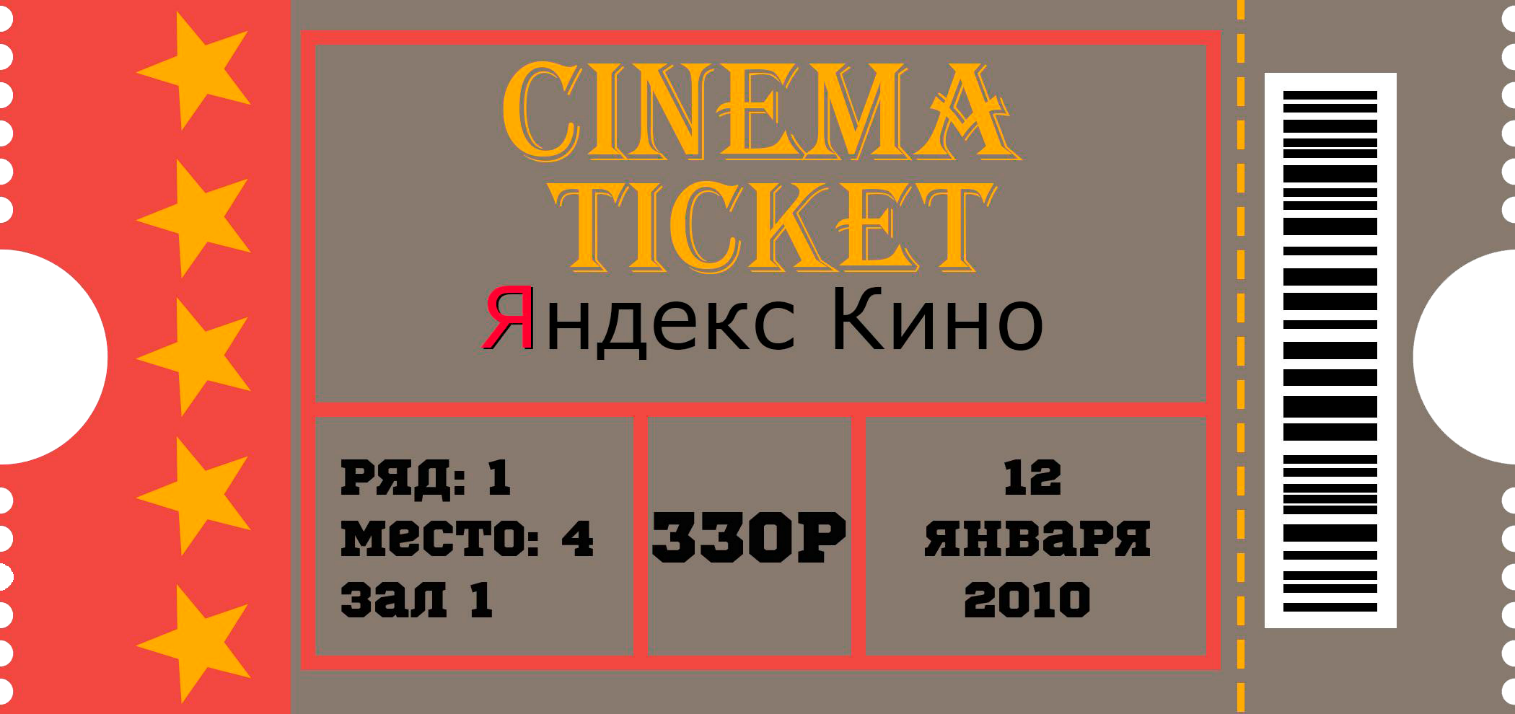 CINEMA
TICKET
Яндекс Кино
РЯД: 1
МЕСТО: 4
ЗАЛ 1
330Р
12
ЯНВАРЯ
2010